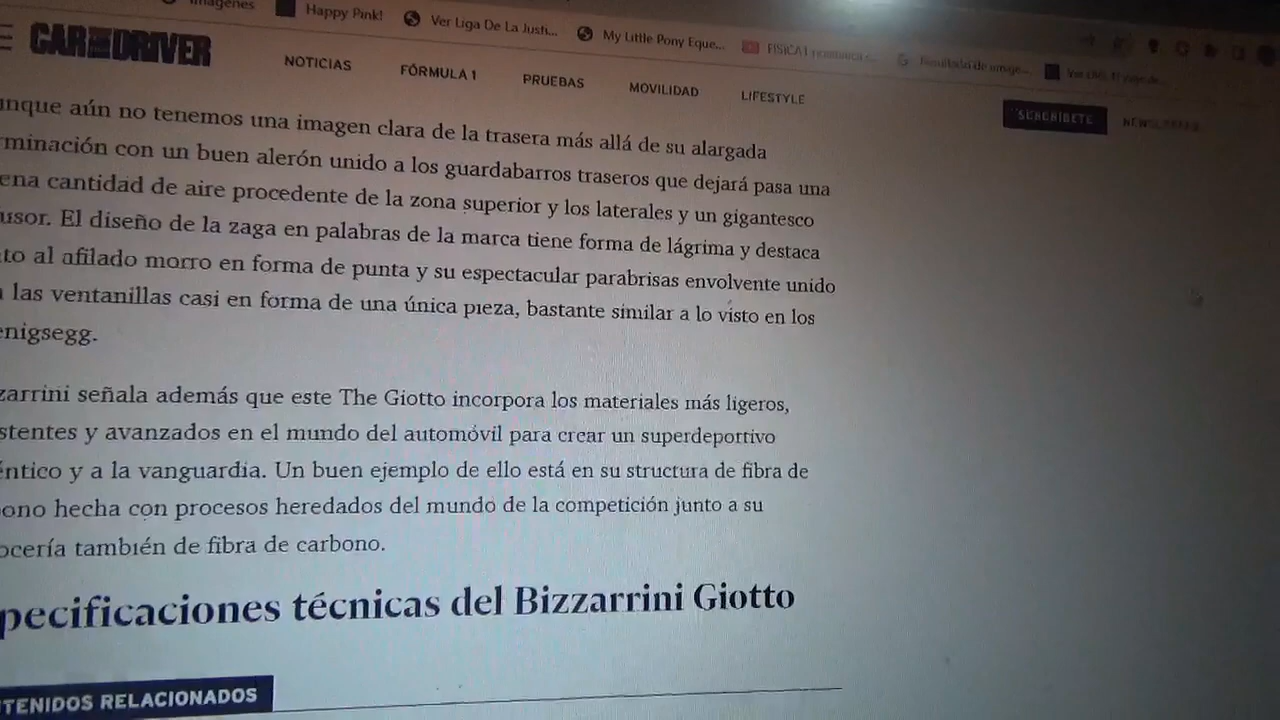 Imágenes Happy Pink! Ver Liga De La Justi... My Little Pony Eque...
CAR AND DRIVER
NOTICIAS FÓRMULA 1 PRUEBAS MOVILIDAD LIFESTYLE
SUSCRÍBETE
unque aún no tenemos una imagen clara de la trasera más allá de su alargada
rminación con un buen alerón unido a los guardabarros traseros que dejará pasa una
ena cantidad de aire procedente de la zona superior y los laterales y un gigantesco
usor. El diseño de la zaga en palabras de la marca tiene forma de lágrima y destaca
to al afilado morro en forma de punta y su espectacular parabrisas envolvente unido
las ventanillas casi en forma de una única pieza, bastante similar a lo visto en los
enigsegg.
zarrini señala además que este The Giotto incorpora los materiales más ligeros,
stentes y avanzados en el mundo del automóvil para crear un superdeportivo
éntico y a la vanguardia. Un buen ejemplo de ello está en su structura de fibra de
ono hecha con procesos heredados del mundo de la competición junto a su
ocería también de fibra de carbono.
pecificaciones técnicas del Bizzarrini Giotto
TENIDOS RELACIONADOS